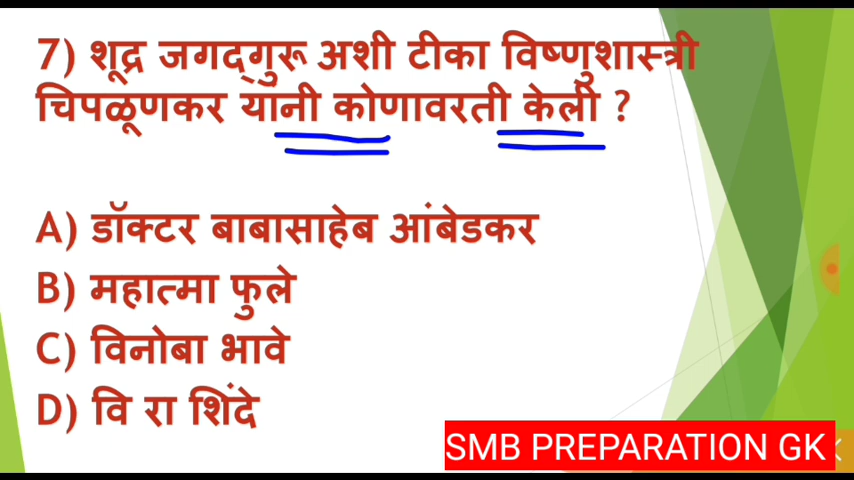 7) शूद्र जगद्गुरू अशी टीका विष्णुशास्त्री
चिपळूणकर यांनी कोणावरती केली ?
A) डॉक्टर बाबासाहेब आंबेडकर
B) महात्मा फुले
C) विनोबा भावे
D) वि रा शिंदे
SMB PREPARATION GK